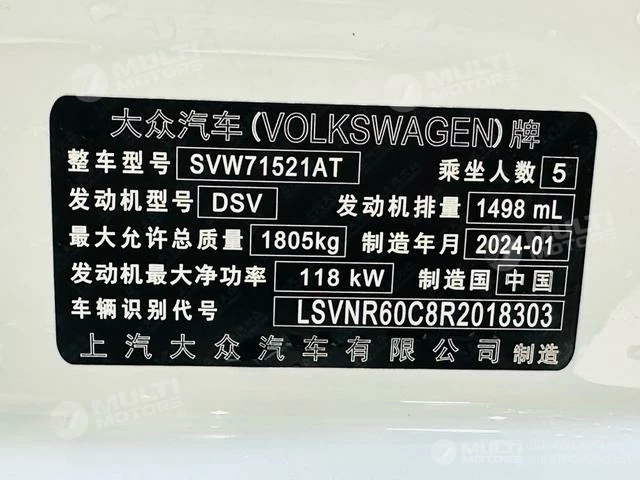 大众汽车(VOLKSWAGEN)牌
整车型号 SVW71521AT 乘坐人数 5
发动机型号 DSV 发动机排量 1498 mL
最大允许总质量 1805kg 制造年月 2024-01
发动机最大净功率 118 kW 制造国 中国
车辆识别代号 LSVNR60C8R2018303
上汽大众汽车有限公司 制造
MULTI MOTORS